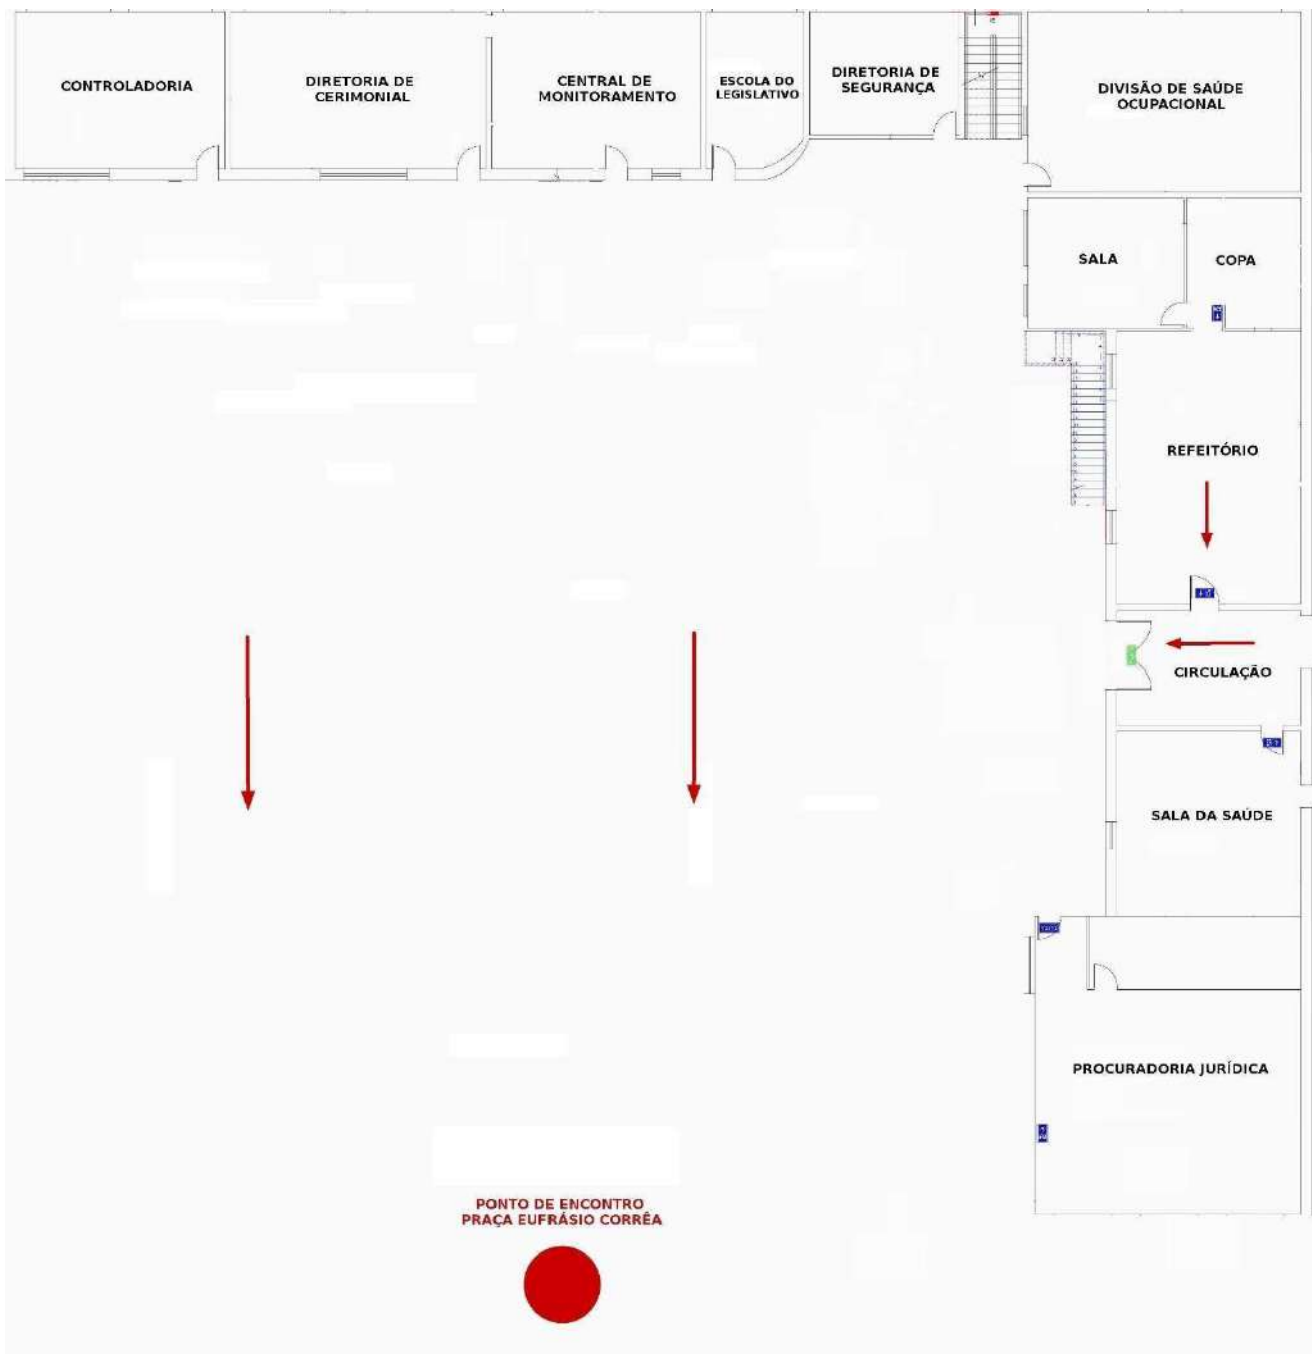 CONTROLADORIA
DIRETORIA DE
CERIMONIAL
CENTRAL DE
MONITORAMENTO
ESCOLA DO
LEGISLATIVO
DIRETORIA DE
SEGURANÇA
DIVISÃO DE SAÚDE
OCUPACIONAL
SALA
COPA
REFEITÓRIO
CIRCULAÇÃO
SALA DA SAÚDE
PROCURADORIA JURÍDICA
PONTO DE ENCONTRO
PRAÇA EUFRÁSIO CORRÊA